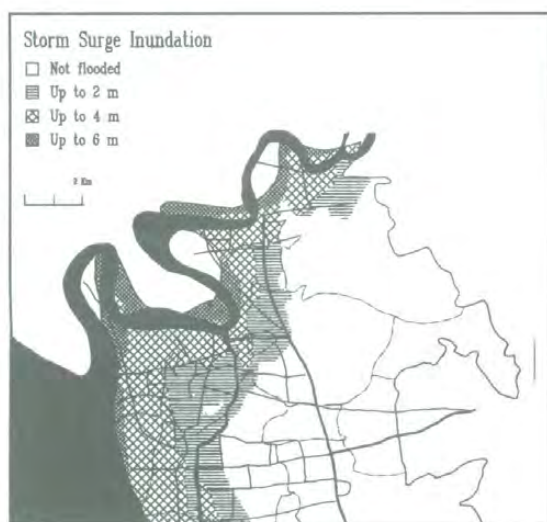 Storm Surge Inundation
Not flooded
Up to 2 m
Up to 4 m
Up to 6 m